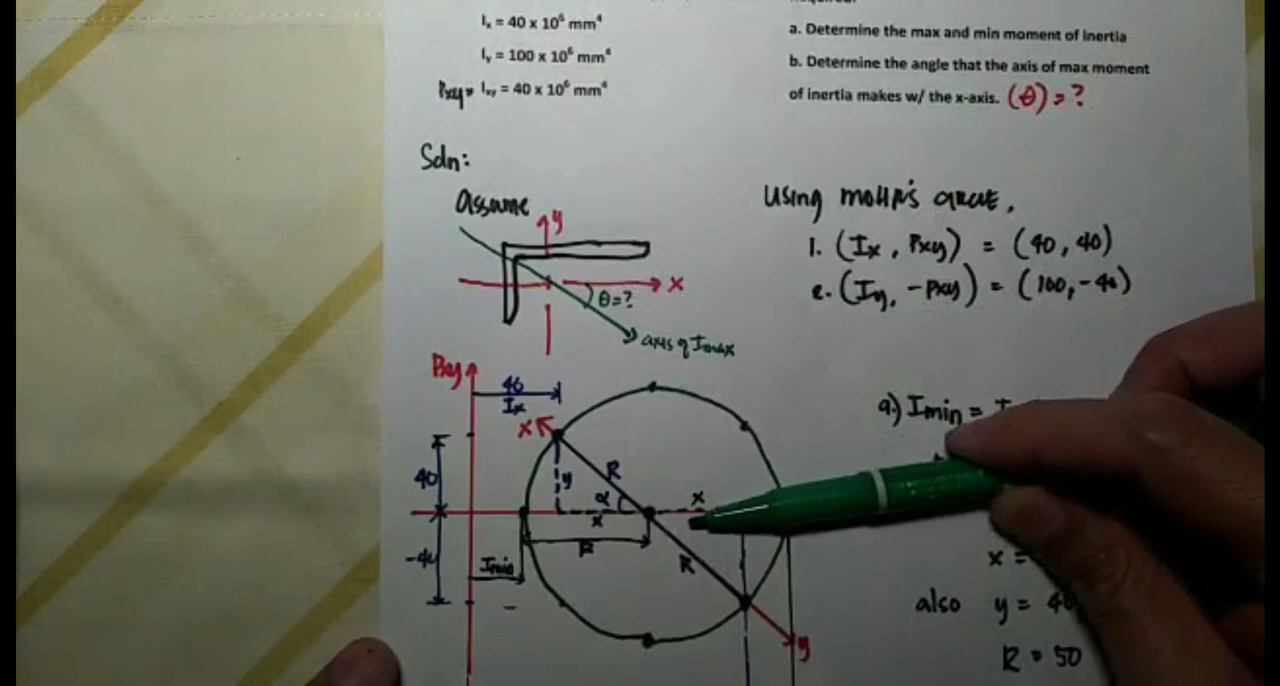 Iₓ = 40 x 10⁶ mm⁴
Iᵧ = 100 x 10⁶ mm⁴
Pxy = Iₓᵧ = 40 x 10⁶ mm⁴
a. Determine the max and min moment of inertia
b. Determine the angle that the axis of max moment
of inertia makes w/ the x-axis. (θ) = ?
Soln:
Assume
y
x
θ=?
axis of Imax
Using MOHR's CIRCLE,
1. (Ix, Pxy) = (40, 40)
2. (Iy, -Pxy) = (100, -40)
Pxy
40
Ix
x
40
y
R
α
x
x
R
-40
Imin
R
y
a.) Imin =
x =
also y = 40
R = 50